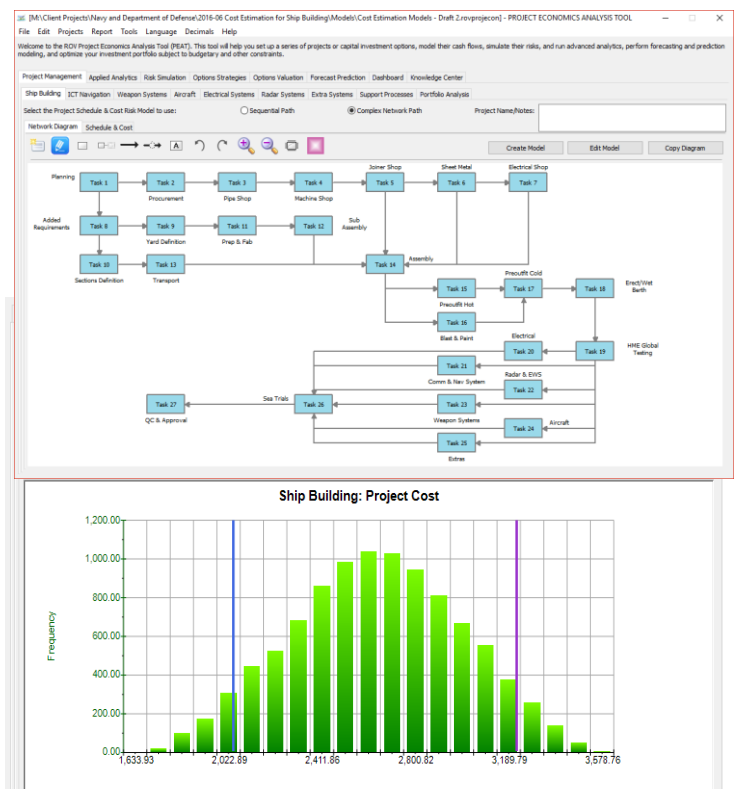 [M:\Client Projects\Navy and Department of Defense\2016-06 Cost Estimation for Ship Building\Models\Cost Estimation Models - Draft 2.rovprojecon] - PROJECT ECONOMICS ANALYSIS TOOL
File Edit Projects Report Tools Language Decimals Help
Welcome to the ROV Project Economics Analysis Tool (PEAT). This tool will help you set up a series of projects or capital investment options, model their cash flows, simulate their risks, and run advanced analytics, perform forecasting and prediction
modeling, and optimize your investment portfolio subject to budgetary and other constraints.
Project Management Applied Analytics Risk Simulation Options Strategies Options Valuation Forecast Prediction Dashboard Knowledge Center
Ship Building ICT Navigation Weapon Systems Aircraft Electrical Systems Radar Systems Extra Systems Support Processes Portfolio Analysis
Select the Project Schedule & Cost Risk Model to use: Sequential Path Complex Network Path Project Name/Notes:
Network Diagram Schedule & Cost
A Create Model Edit Model Copy Diagram
Joiner Shop Sheet Metal Electrical Shop
Planning Task 1 Task 2 Task 3 Task 4 Task 5 Task 6 Task 7
Procurement Pipe Shop Machine Shop
Added Requirements Task 8 Task 9 Task 11 Task 12 Sub Assembly
Yard Definition Prep & Fab
Task 10 Task 13 Task 14 Assembly
Sections Definition Transport
Preoutfit Cold
Task 15 Task 17 Task 18 Erect/Wet Berth
Preoutfit Hot
Task 16
Blast & Paint
Electrical
Task 20 Task 19 HME Global Testing
Task 21
Comm & Nav System
Radar & EWS
Task 22
Sea Trials
Task 27 Task 26 Task 23
QC & Approval Weapon Systems
Task 24 Aircraft
Task 25
Extras
Ship Building: Project Cost
1,200.00
1,000.00
800.00
600.00
400.00
200.00
0.00
Frequency
1,633.93 2,022.89 2,411.86 2,800.82 3,189.79 3,578.76